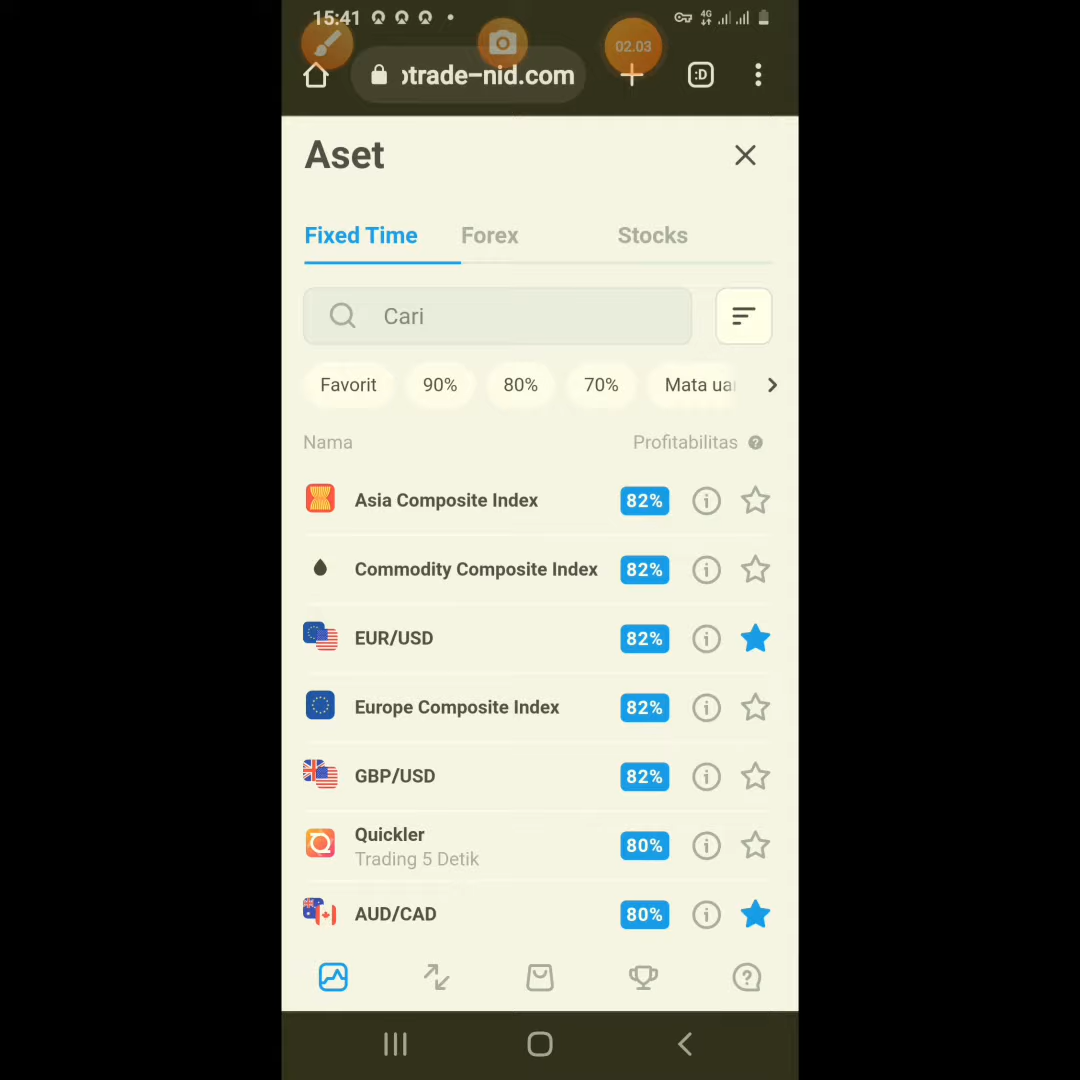 15:41
4G
02.03
otrade-nid.com
:D
Aset
Fixed Time
Forex
Stocks
Cari
Favorit
90%
80%
70%
Mata ua
Nama
Profitabilitas ?
Asia Composite Index 82%
Commodity Composite Index 82%
EUR/USD 82%
Europe Composite Index 82%
GBP/USD 82%
Quickler 80%
Trading 5 Detik
AUD/CAD 80%